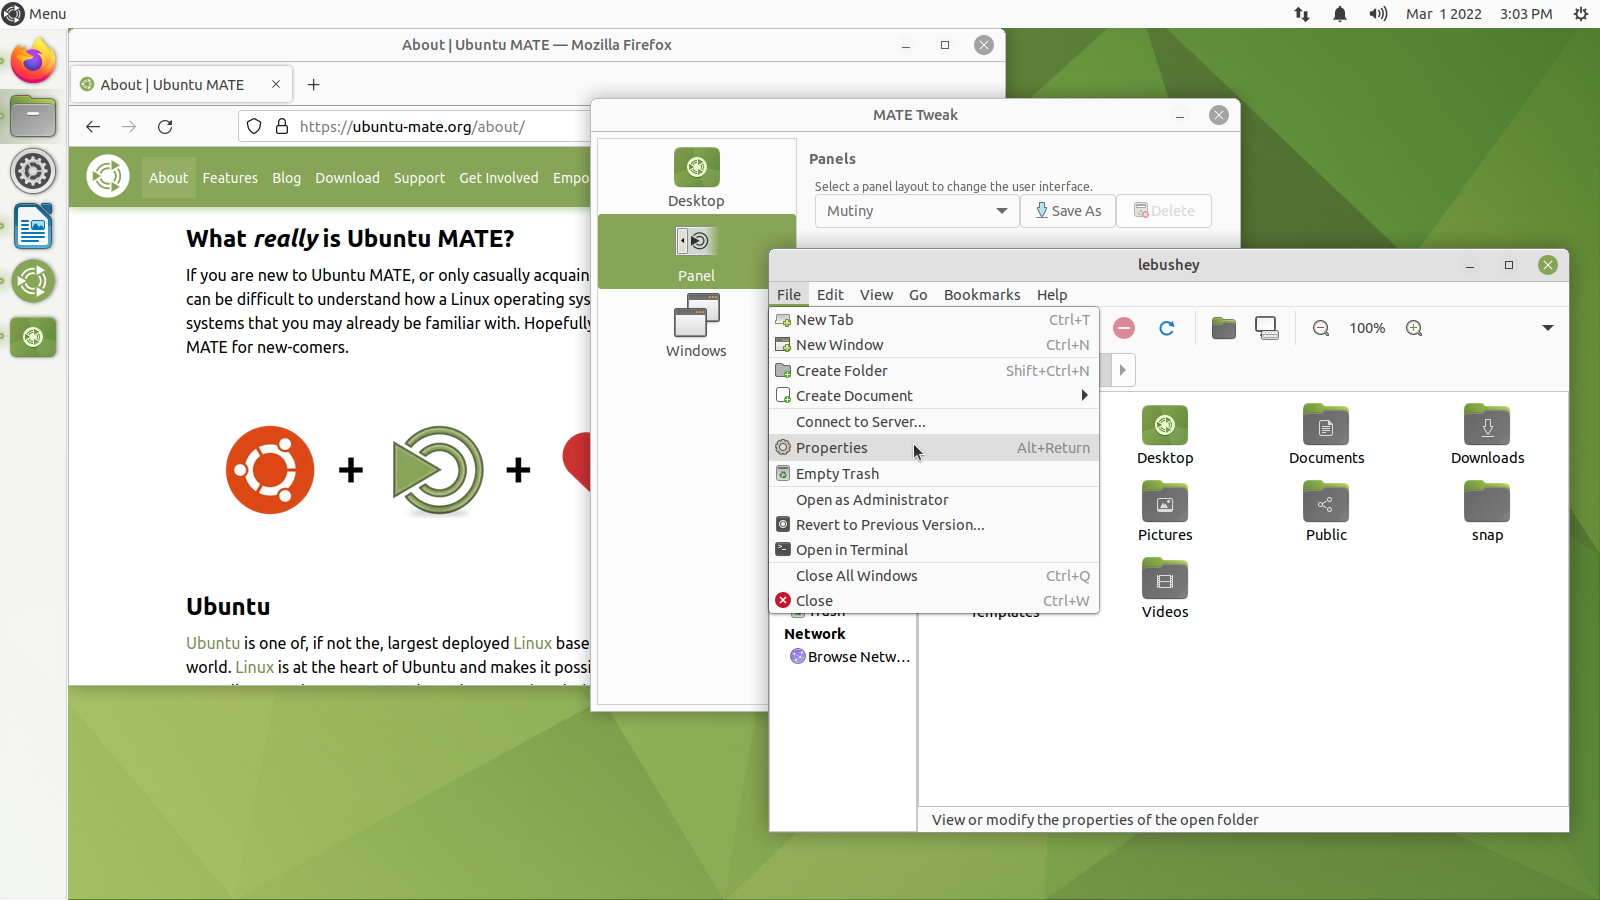 Menu
Mar 1 2022
3:03 PM
About | Ubuntu MATE — Mozilla Firefox
About | Ubuntu MATE
https://ubuntu-mate.org/about/
About Features Blog Download Support Get Involved Empo
What really is Ubuntu MATE?
If you are new to Ubuntu MATE, or only casually acquain
can be difficult to understand how a Linux operating sys
systems that you may already be familiar with. Hopefully
MATE for new-comers.
Ubuntu
Ubuntu is one of, if not the, largest deployed Linux base
world. Linux is at the heart of Ubuntu and makes it possi
MATE Tweak
Desktop
Panel
Windows
Panels
Select a panel layout to change the user interface.
Mutiny
Save As
Delete
lebushey
File Edit View Go Bookmarks Help
New Tab Ctrl+T
New Window Ctrl+N
Create Folder Shift+Ctrl+N
Create Document
Connect to Server...
Properties Alt+Return
Empty Trash
Open as Administrator
Revert to Previous Version...
Open in Terminal
Close All Windows Ctrl+Q
Close Ctrl+W
100%
Desktop
Documents
Downloads
Pictures
Public
snap
Templates
Videos
Trash
Network
Browse Netw...
View or modify the properties of the open folder